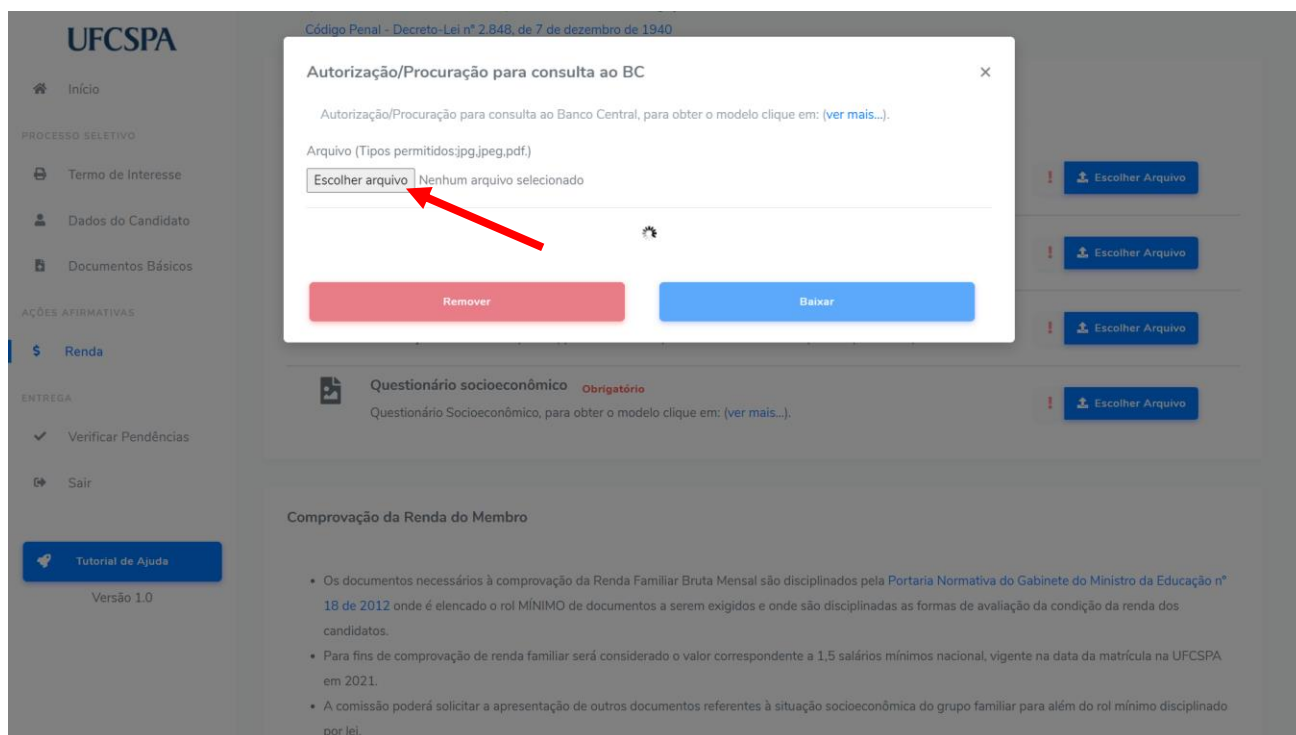 UFCSPA
Início
PROCESSO SELETIVO
Termo de Interesse
Dados do Candidato
Documentos Básicos
AÇÕES AFIRMATIVAS
$ Renda
ENTREGA
Verificar Pendências
Sair
Tutorial de Ajuda
Versão 1.0
Código Penal - Decreto-Lei nº 2.848, de 7 de dezembro de 1940
Autorização/Procuração para consulta ao BC ×
Autorização/Procuração para consulta ao Banco Central, para obter o modelo clique em: (ver mais...).
Arquivo (Tipos permitidos:jpg,jpeg,pdf.)
Escolher arquivo Nenhum arquivo selecionado
Remover Baixar
! Escolher Arquivo
! Escolher Arquivo
! Escolher Arquivo
Questionário socioeconômico Obrigatório
Questionário Socioeconômico, para obter o modelo clique em: (ver mais...).
! Escolher Arquivo
Comprovação da Renda do Membro
• Os documentos necessários à comprovação da Renda Familiar Bruta Mensal são disciplinados pela Portaria Normativa do Gabinete do Ministro da Educação nº
18 de 2012 onde é elencado o rol MÍNIMO de documentos a serem exigidos e onde são disciplinadas as formas de avaliação da condição da renda dos
candidatos.
• Para fins de comprovação de renda familiar será considerado o valor correspondente a 1,5 salários mínimos nacional, vigente na data da matrícula na UFCSPA
em 2021.
• A comissão poderá solicitar a apresentação de outros documentos referentes à situação socioeconômica do grupo familiar para além do rol mínimo disciplinado
por lei.